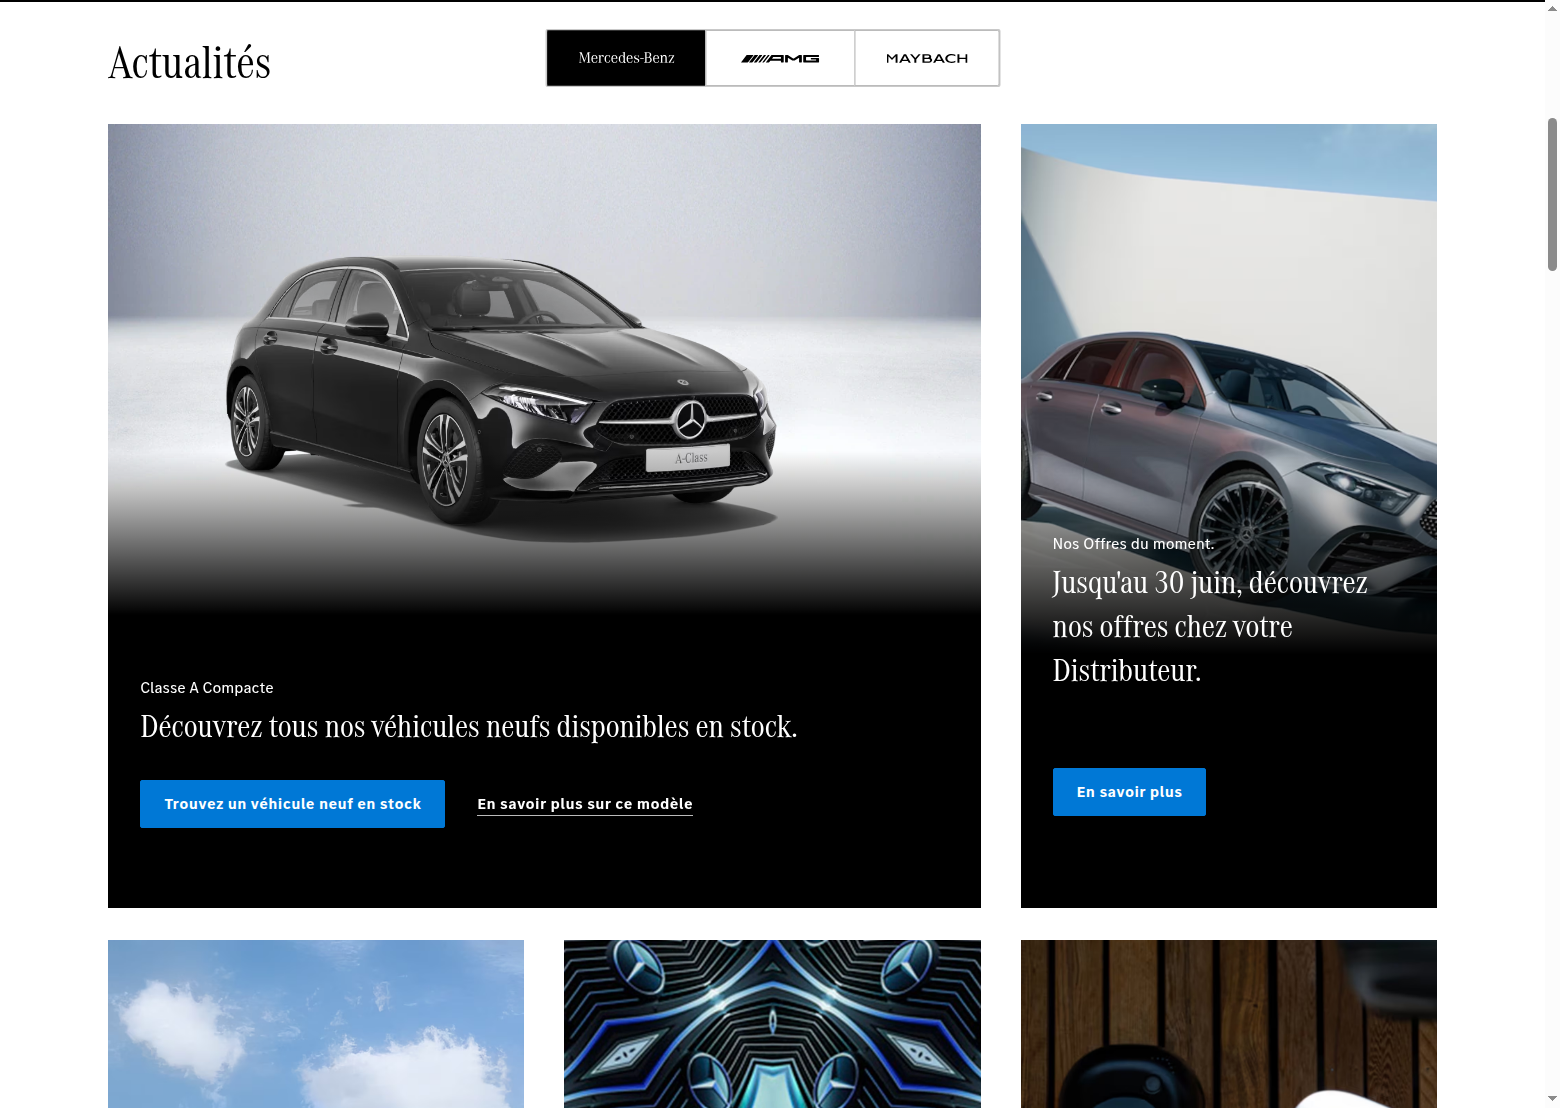 Actualités
Mercedes-Benz
AMG
MAYBACH
A-Class
Classe A Compacte
Découvrez tous nos véhicules neufs disponibles en stock.
Trouvez un véhicule neuf en stock
En savoir plus sur ce modèle
Nos Offres du moment.
Jusqu'au 30 juin, découvrez
nos offres chez votre
Distributeur.
En savoir plus